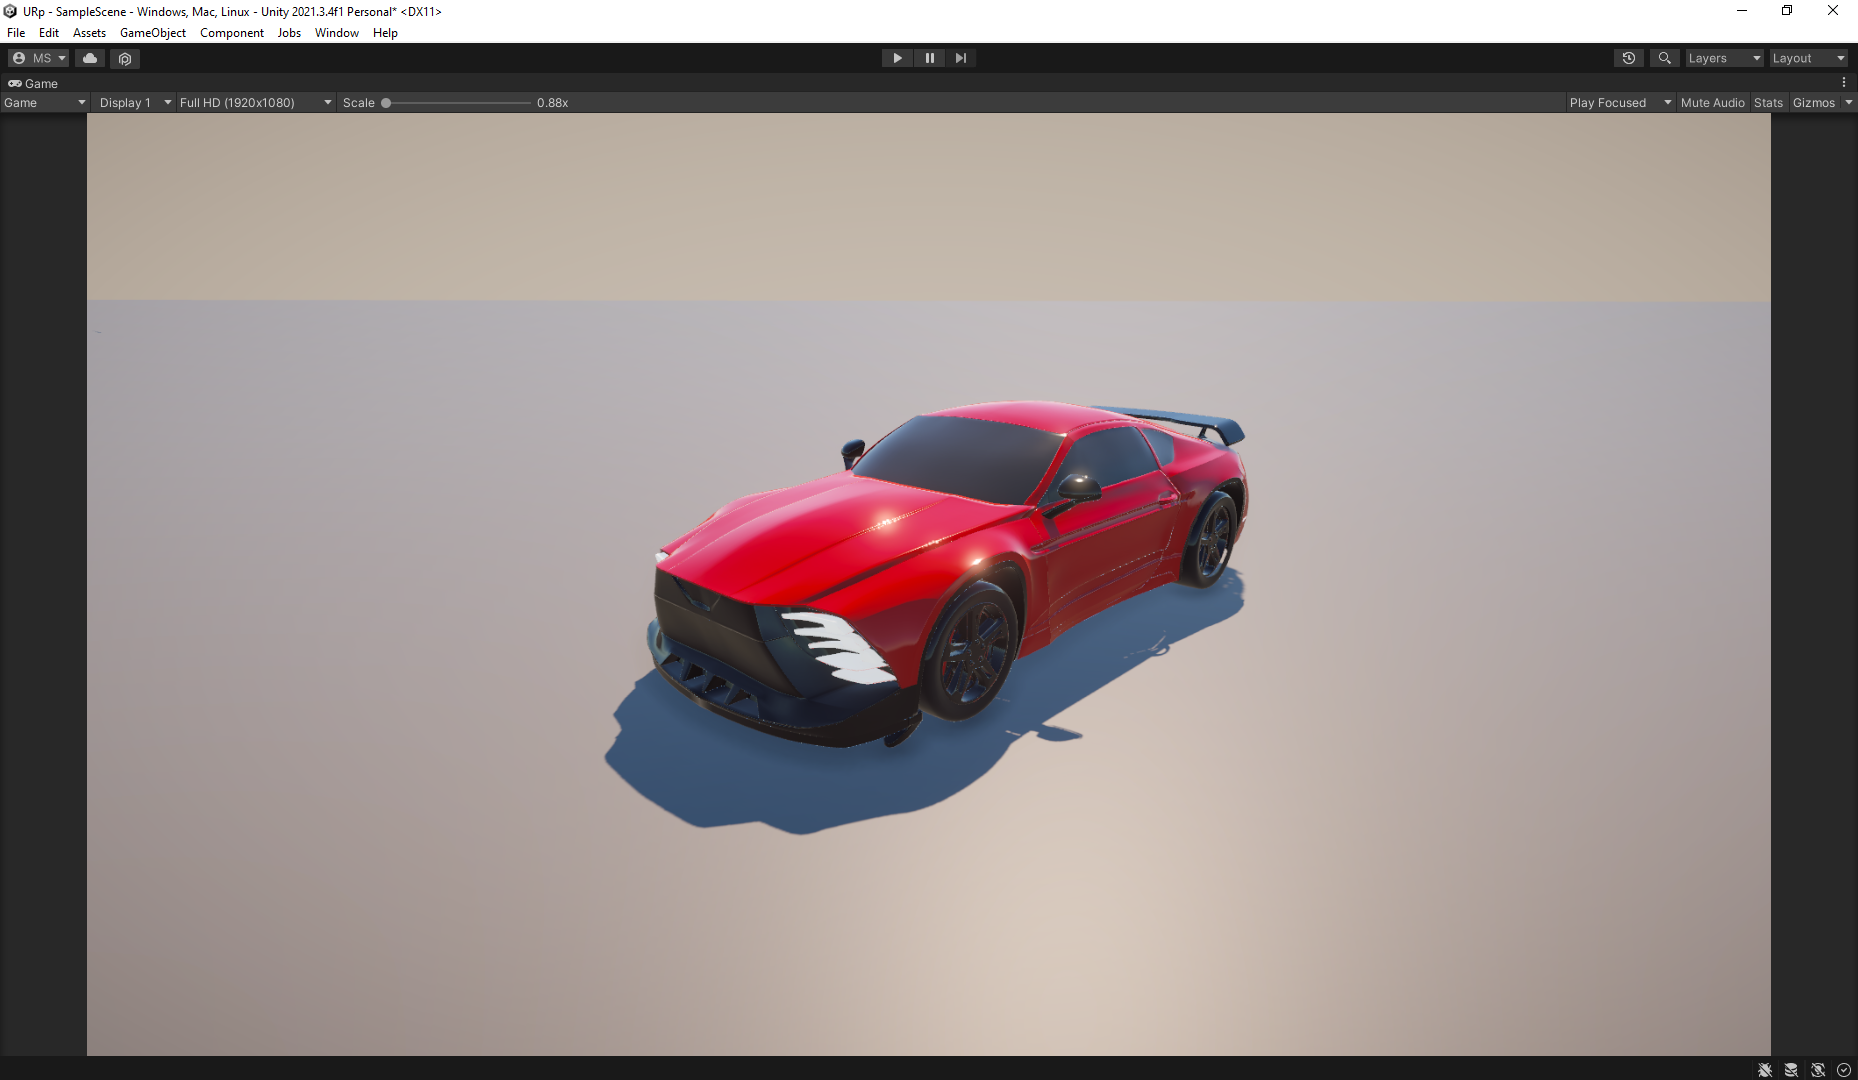 URp - SampleScene - Windows, Mac, Linux - Unity 2021.3.4f1 Personal* <DX11>
File Edit Assets GameObject Component Jobs Window Help
MS Layers Layout
Game
Game Display 1 Full HD (1920x1080) Scale 0.88x Play Focused Mute Audio Stats Gizmos